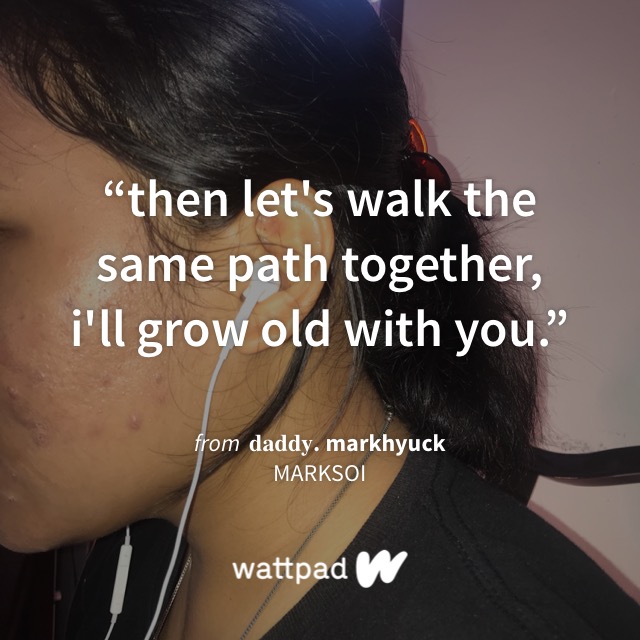 “then let's walk the
same path together,
i'll grow old with you.”
from daddy. markhyuck
MARKSOI
wattpad